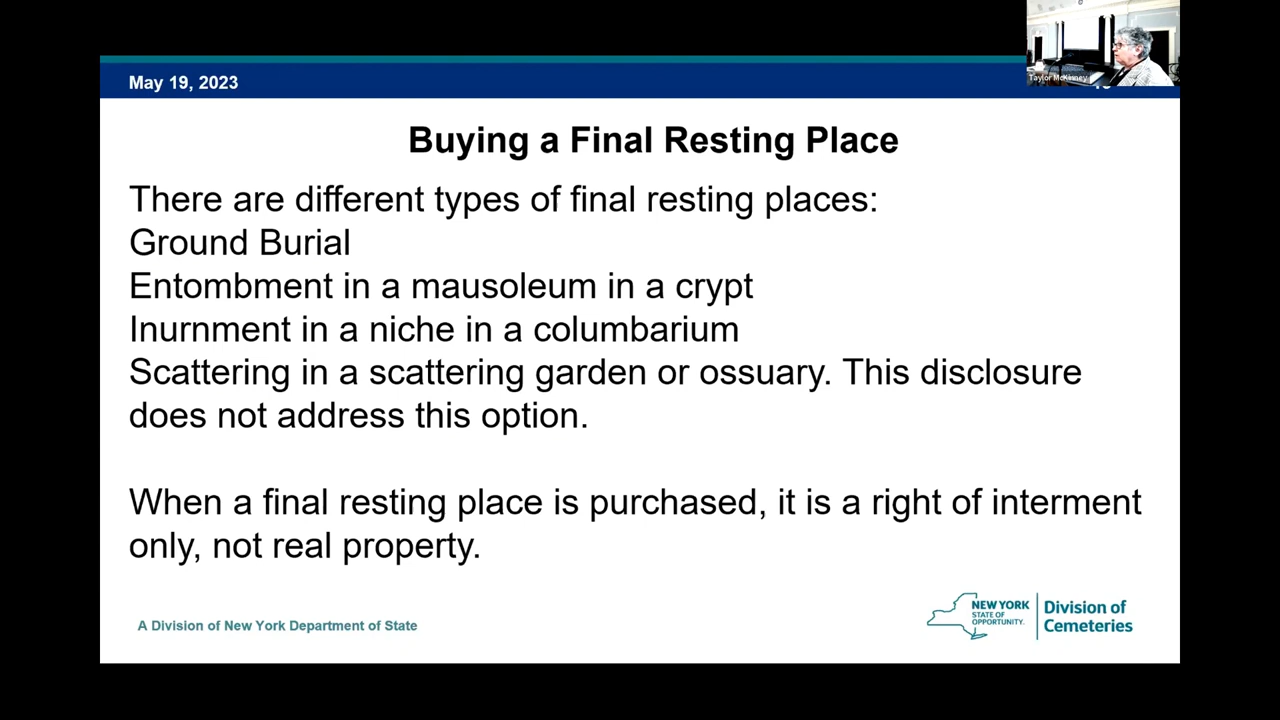 May 19, 2023
Taylor McKinney
Buying a Final Resting Place
There are different types of final resting places:
Ground Burial
Entombment in a mausoleum in a crypt
Inurnment in a niche in a columbarium
Scattering in a scattering garden or ossuary. This disclosure
does not address this option.
When a final resting place is purchased, it is a right of interment
only, not real property.
A Division of New York Department of State
NEW YORK
STATE OF
OPPORTUNITY.
Division of
Cemeteries